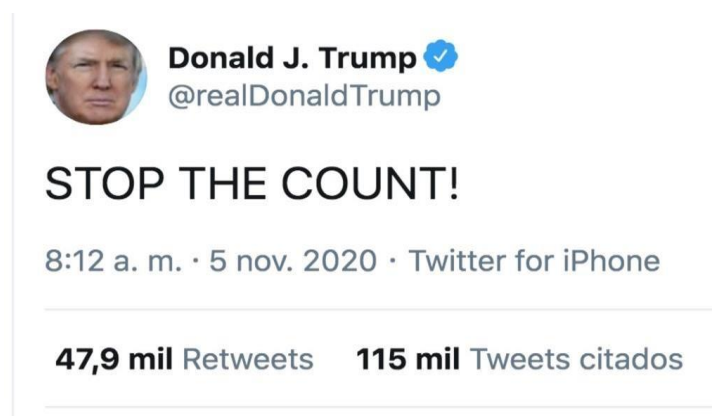 Donald J. Trump
@realDonaldTrump
STOP THE COUNT!
8:12 a. m. · 5 nov. 2020 · Twitter for iPhone
47,9 mil Retweets 115 mil Tweets citados